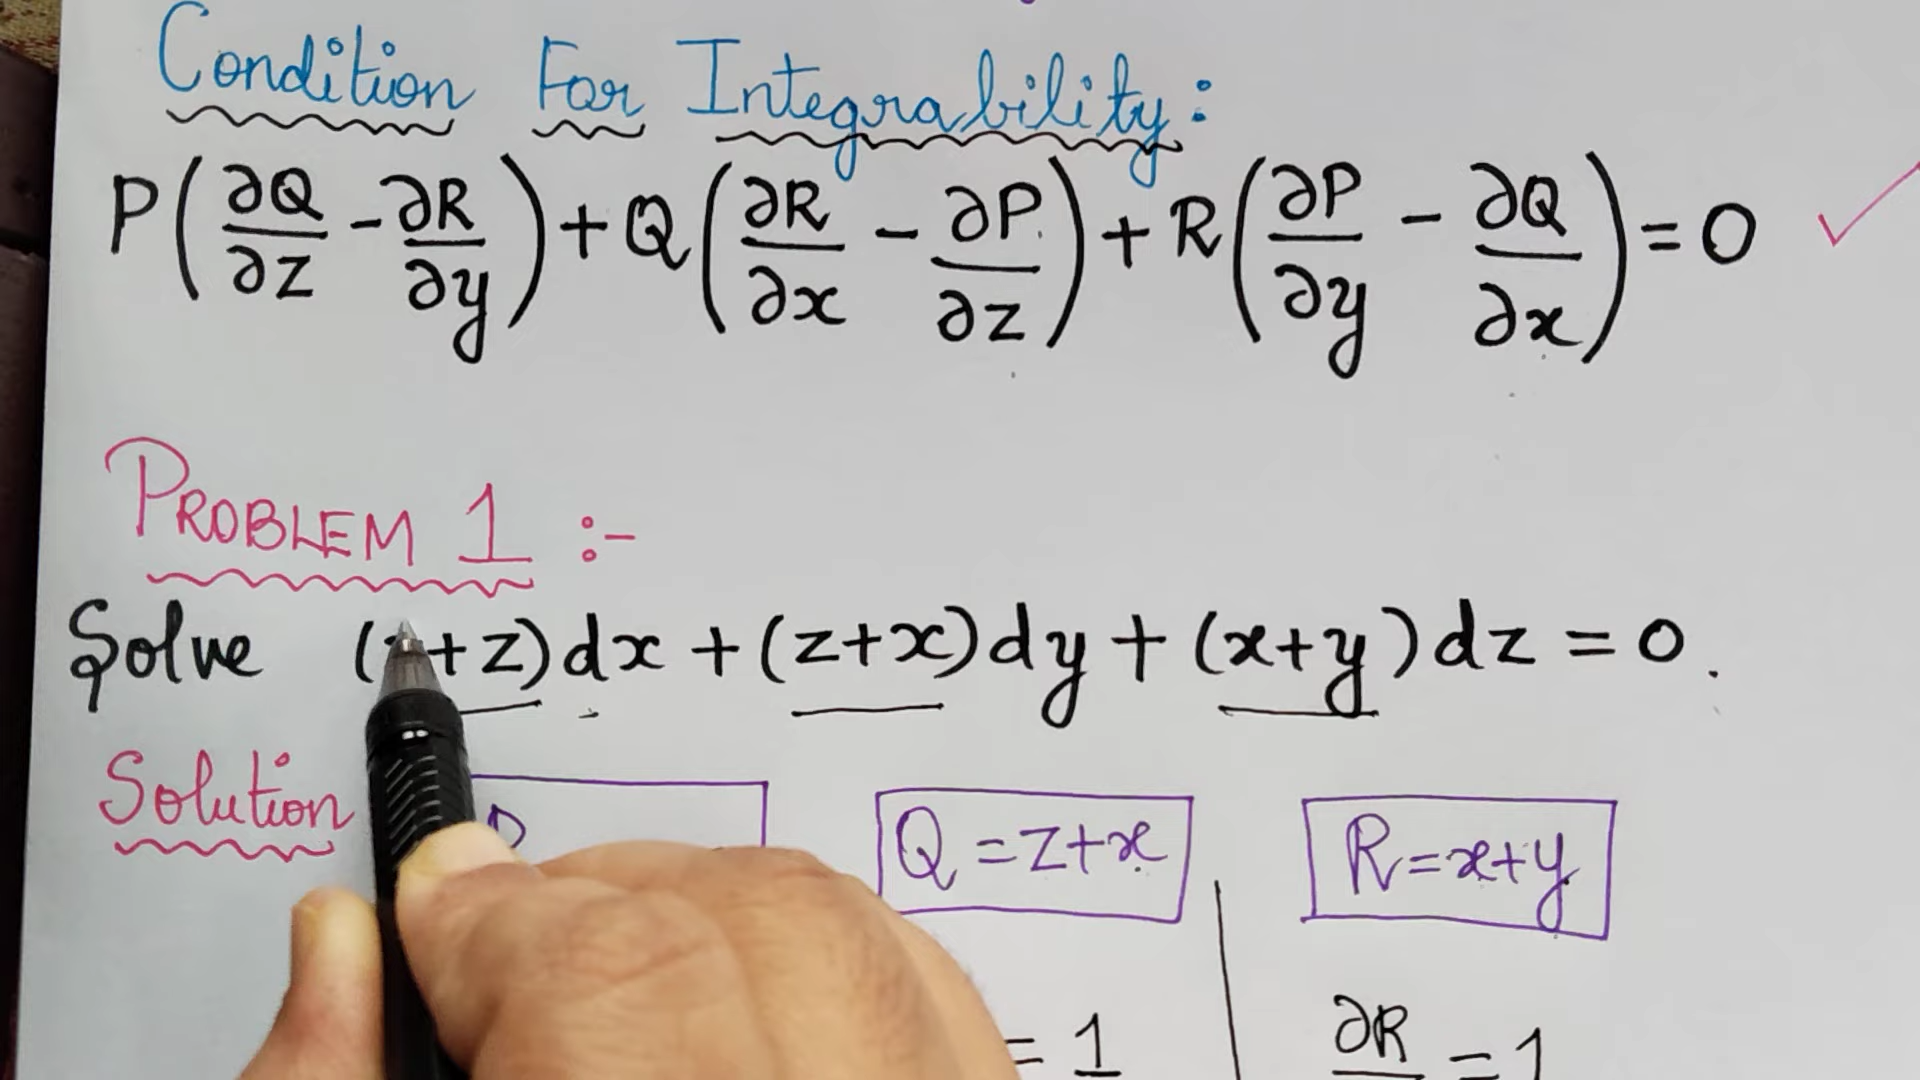 Condition For Integrability:
P(∂Q/∂z - ∂R/∂y) + Q(∂R/∂x - ∂P/∂z) + R(∂P/∂y - ∂Q/∂x) = 0 ✓
PROBLEM 1 :-
Solve ( +z)dx + (z+x)dy + (x+y)dz = 0.
Solution
P
Q = z+x
R = x+y
= 1
∂R = 1